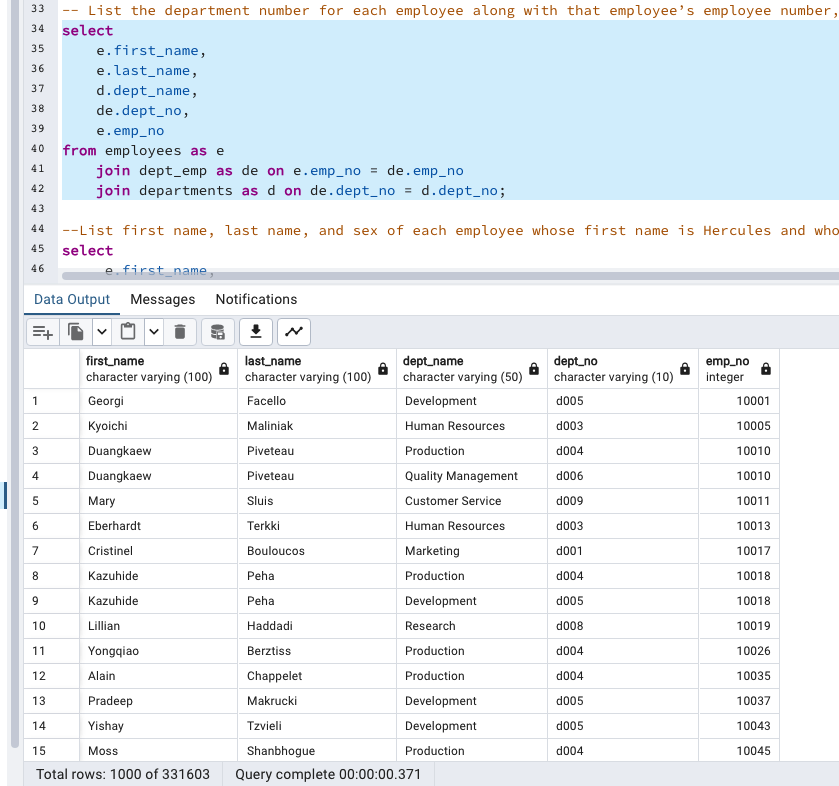 33 -- List the department number for each employee along with that employee’s employee number,
34 select
35 e.first_name,
36 e.last_name,
37 d.dept_name,
38 de.dept_no,
39 e.emp_no
40 from employees as e
41 join dept_emp as de on e.emp_no = de.emp_no
42 join departments as d on de.dept_no = d.dept_no;
43
44 --List first name, last name, and sex of each employee whose first name is Hercules and who
45 select
46 e.first_name,
Data Output Messages Notifications
first_name last_name dept_name dept_no emp_no
character varying (100) character varying (100) character varying (50) character varying (10) integer
1 Georgi Facello Development d005 10001
2 Kyoichi Maliniak Human Resources d003 10005
3 Duangkaew Piveteau Production d004 10010
4 Duangkaew Piveteau Quality Management d006 10010
5 Mary Sluis Customer Service d009 10011
6 Eberhardt Terkki Human Resources d003 10013
7 Cristinel Bouloucos Marketing d001 10017
8 Kazuhide Peha Production d004 10018
9 Kazuhide Peha Development d005 10018
10 Lillian Haddadi Research d008 10019
11 Yongqiao Berztiss Production d004 10026
12 Alain Chappelet Production d004 10035
13 Pradeep Makrucki Development d005 10037
14 Yishay Tzvieli Development d005 10043
15 Moss Shanbhogue Production d004 10045
Total rows: 1000 of 331603 Query complete 00:00:00.371